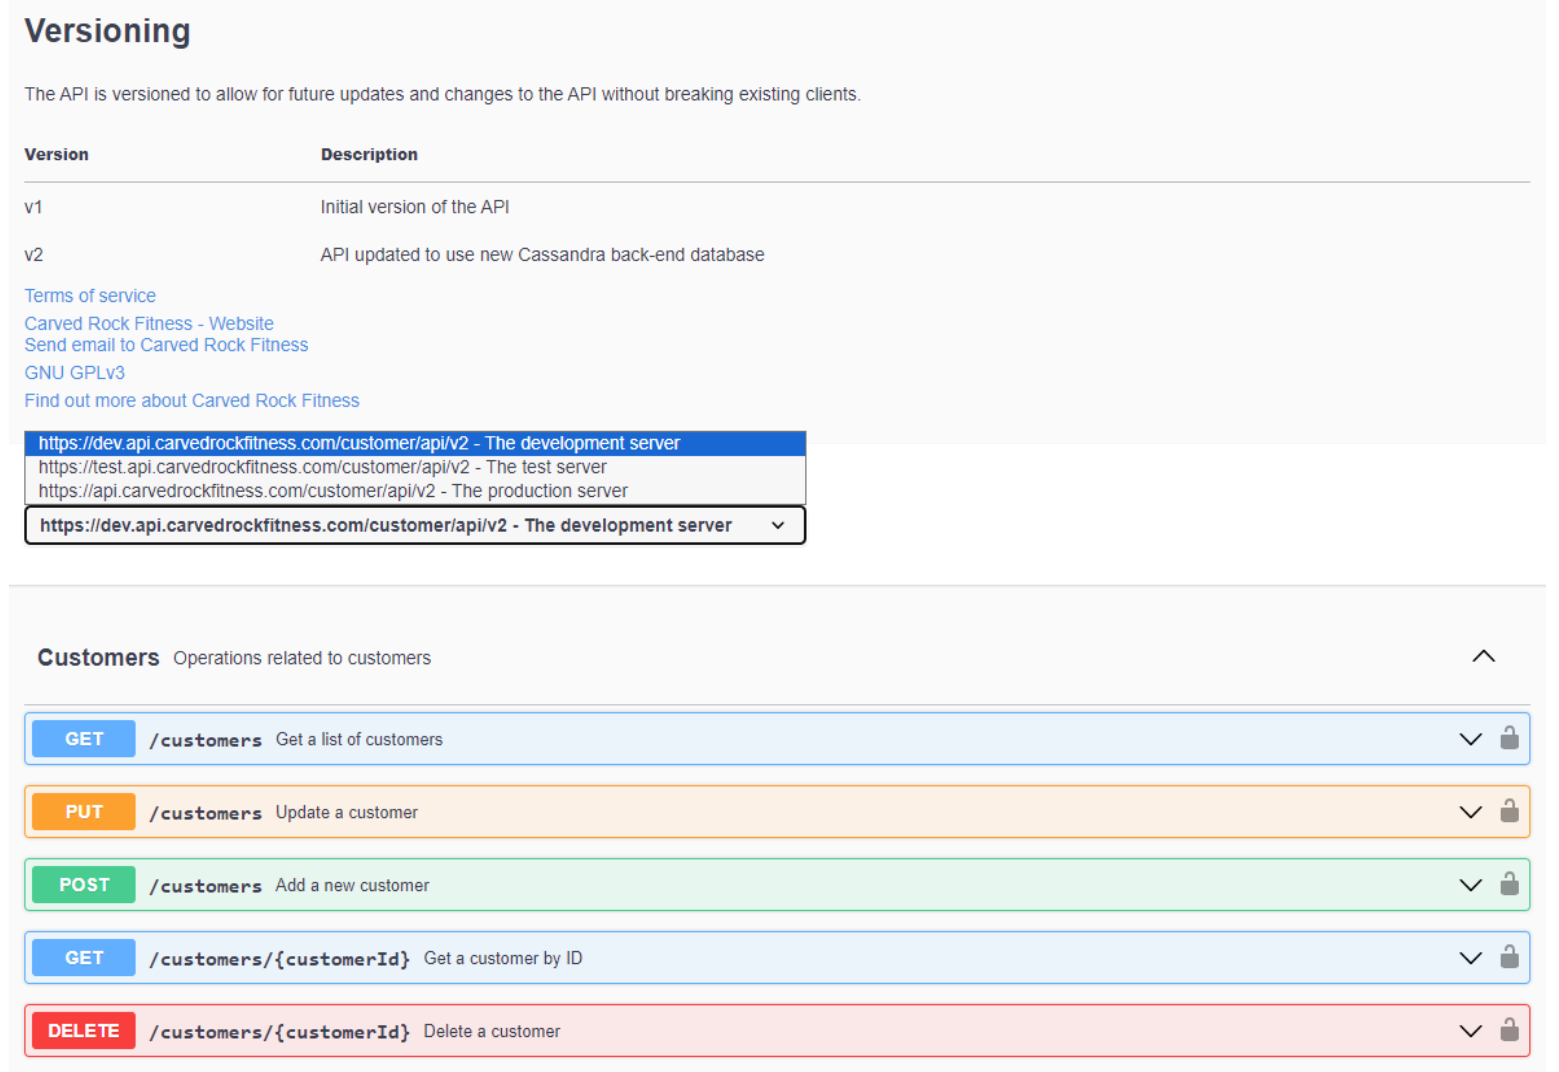 Versioning
The API is versioned to allow for future updates and changes to the API without breaking existing clients.
Version Description
v1 Initial version of the API
v2 API updated to use new Cassandra back-end database
Terms of service
Carved Rock Fitness - Website
Send email to Carved Rock Fitness
GNU GPLv3
Find out more about Carved Rock Fitness
https://dev.api.carvedrockfitness.com/customer/api/v2 - The development server
https://test.api.carvedrockfitness.com/customer/api/v2 - The test server
https://api.carvedrockfitness.com/customer/api/v2 - The production server
https://dev.api.carvedrockfitness.com/customer/api/v2 - The development server
Customers Operations related to customers
GET /customers Get a list of customers
PUT /customers Update a customer
POST /customers Add a new customer
GET /customers/{customerId} Get a customer by ID
DELETE /customers/{customerId} Delete a customer